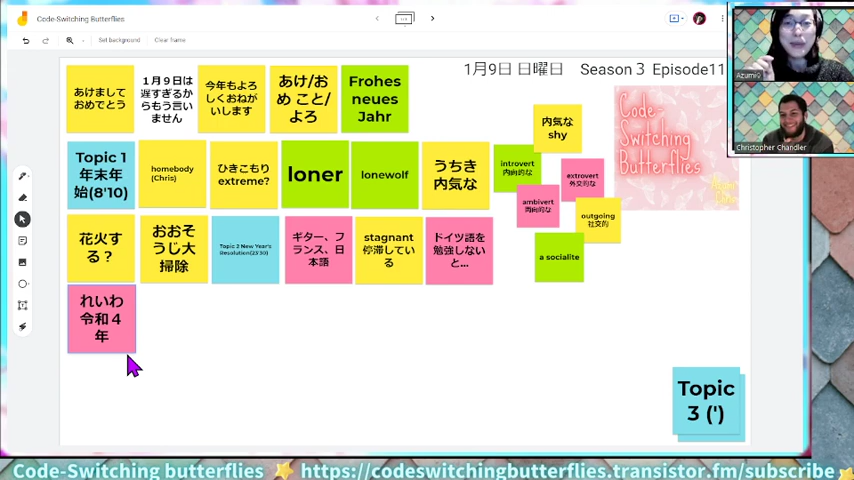 Code-Switching Butterflies
Set background
Clear frame
1月9日 日曜日 Season 3 Episode11
あけまして
おめでとう
1月9日は
遅すぎるか
らもう言い
ません
今年もよろ
しくおねが
いします
あけ/お
め こと/
よろ
Frohes
neues
Jahr
Topic 1
年末年
始(8'10)
homebody
(Chris)
ひきこもり
extreme?
loner
lonewolf
うちき
内気な
内気な
shy
introvert
内向的な
extrovert
外交的な
ambivert
両向的な
outgoing
社交的
a socialite
花火す
る？
おおそ
うじ大
掃除
Topic 2 New Year's
Resolution(23'30)
ギター、フ
ランス、日
本語
stagnant
停滞してい
る
ドイツ語を
勉強しない
と...
れいわ
令和４
年
Topic
3 (')
Code-
Switching
Butterflies
Christopher Chandler
Code-Switching butterflies ⭐ https://codeswitchingbutterflies.transistor.fm/subscribe ⭐